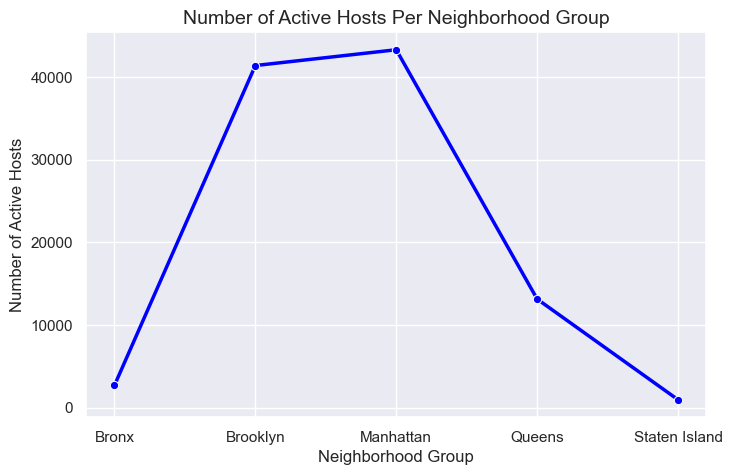 Number of Active Hosts Per Neighborhood Group
Number of Active Hosts
40000
30000
20000
10000
0
Bronx Brooklyn Manhattan Queens Staten Island
Neighborhood Group